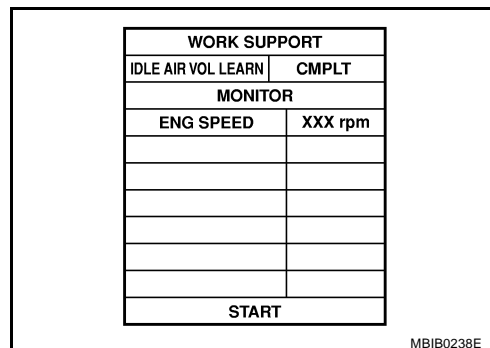 WORK SUPPORT
IDLE AIR VOL LEARN CMPLT
MONITOR
ENG SPEED XXX rpm
START
MBIB0238E